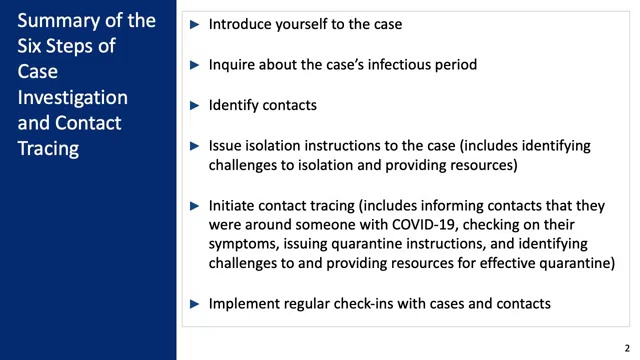 Summary of the
Six Steps of
Case
Investigation
and Contact
Tracing
► Introduce yourself to the case
► Inquire about the case's infectious period
► Identify contacts
► Issue isolation instructions to the case (includes identifying
challenges to isolation and providing resources)
► Initiate contact tracing (includes informing contacts that they
were around someone with COVID-19, checking on their
symptoms, issuing quarantine instructions, and identifying
challenges to and providing resources for effective quarantine)
► Implement regular check-ins with cases and contacts
2